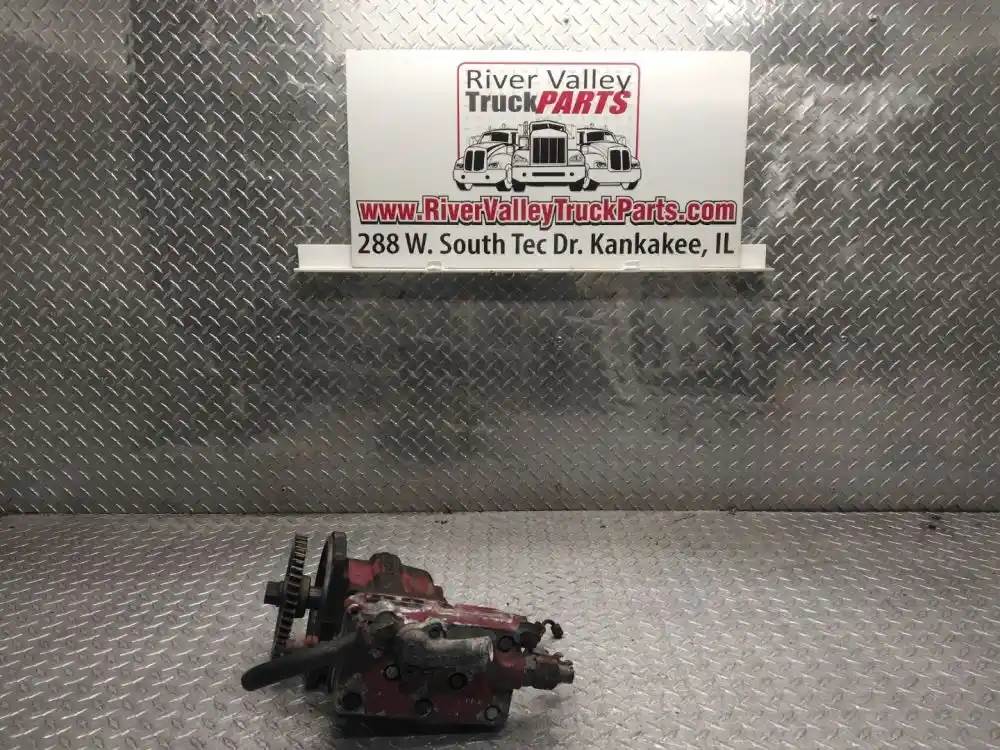 River Valley
TruckPARTS
www.RiverValleyTruckParts.com
288 W. South Tec Dr. Kankakee, IL